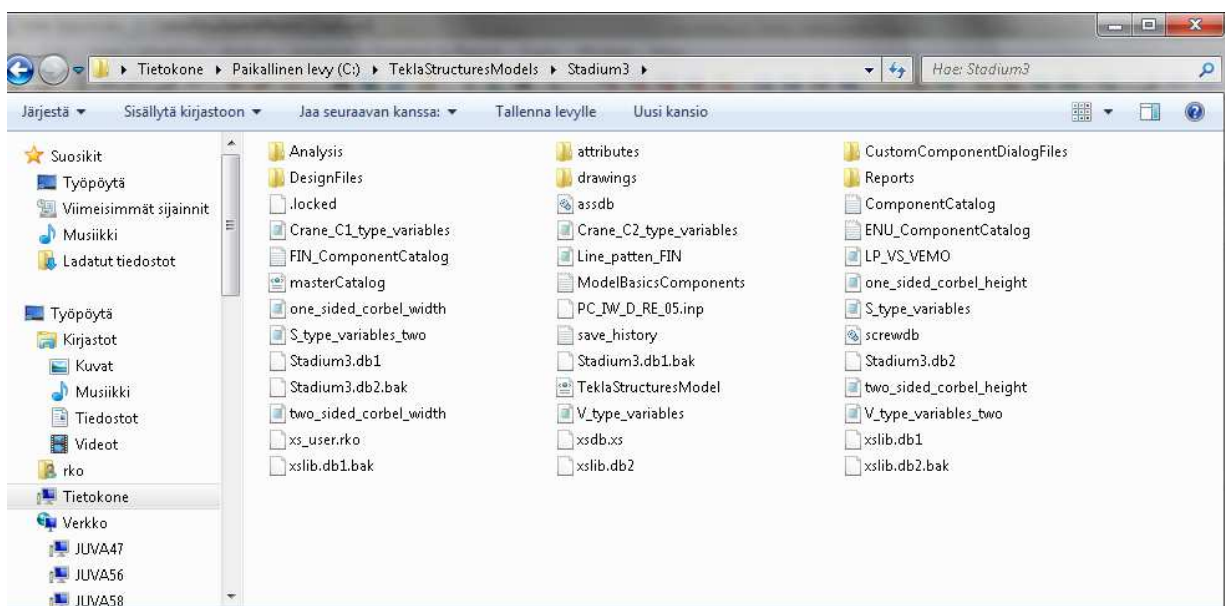 Tietokone Paikallinen levy (C:) TeklaStructuresModels Stadium3 Hae: Stadium3
Järjestä Sisällytä kirjastoon Jaa seuraavan kanssa: Tallenna levylle Uusi kansio
Suosikit
Työpöytä
Viimeisimmät sijainnit
Musiikki
Ladatut tiedostot
Työpöytä
Kirjastot
Kuvat
Musiikki
Tiedostot
Videot
rko
Tietokone
Verkko
JUVA47
JUVA56
JUVA58
Analysis attributes CustomComponentDialogFiles
DesignFiles drawings Reports
.locked assdb ComponentCatalog
Crane_C1_type_variables Crane_C2_type_variables ENU_ComponentCatalog
FIN_ComponentCatalog Line_patten_FIN LP_VS_VEMO
masterCatalog ModelBasicsComponents one_sided_corbel_height
one_sided_corbel_width PC_IW_D_RE_05.inp S_type_variables
S_type_variables_two save_history screwdb
Stadium3.db1 Stadium3.db1.bak Stadium3.db2
Stadium3.db2.bak TeklaStructuresModel two_sided_corbel_height
two_sided_corbel_width V_type_variables V_type_variables_two
xs_user.rko xsdb.xs xslib.db1
xslib.db1.bak xslib.db2 xslib.db2.bak